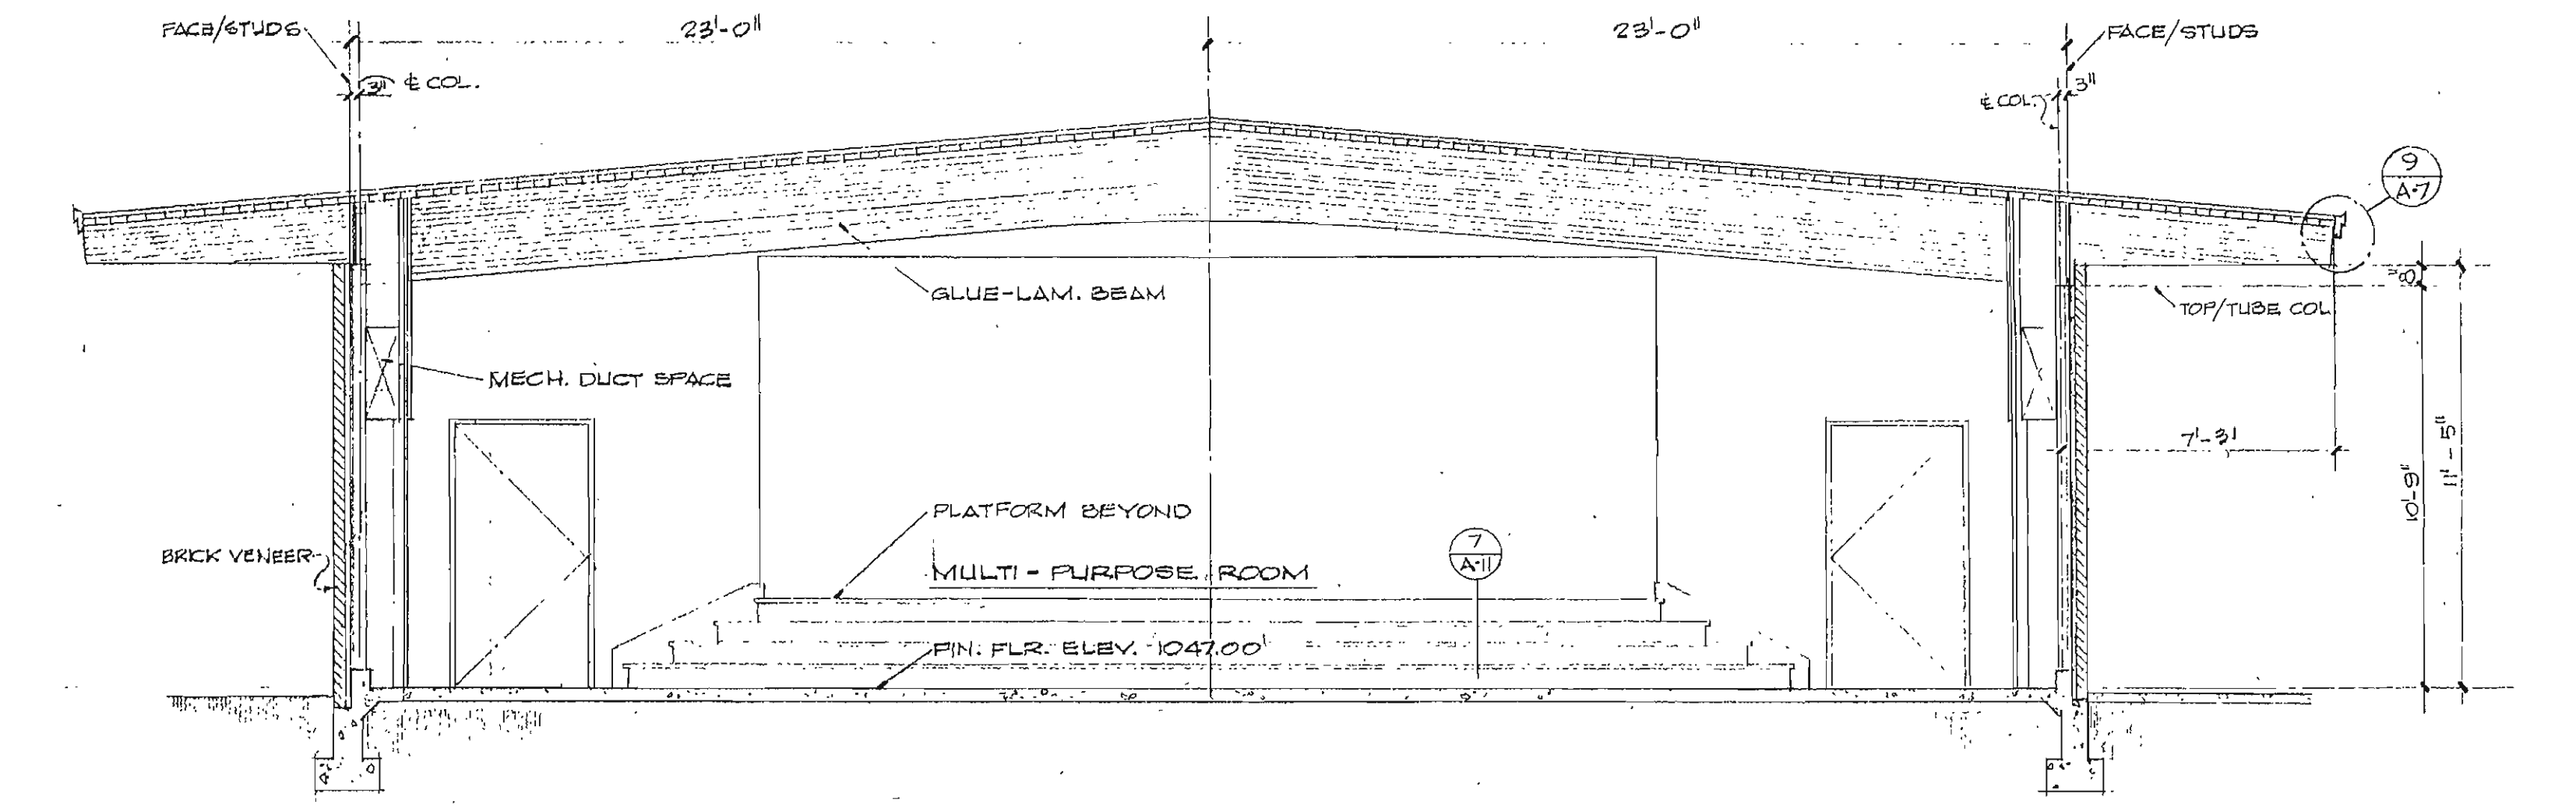 FACE/STUDS
23'-0"
23'-0"
FACE/STUDS
3"
℄ COL.
℄ COL.
3"
9
A-7
GLUE-LAM. BEAM
8"
TOP/TUBE COL
MECH. DUCT SPACE
7'-3"
10'-9"
11'-5"
PLATFORM BEYOND
7
A-11
BRICK VENEER
MULTI-PURPOSE ROOM
FIN. FLR. ELEV. 1047.00'